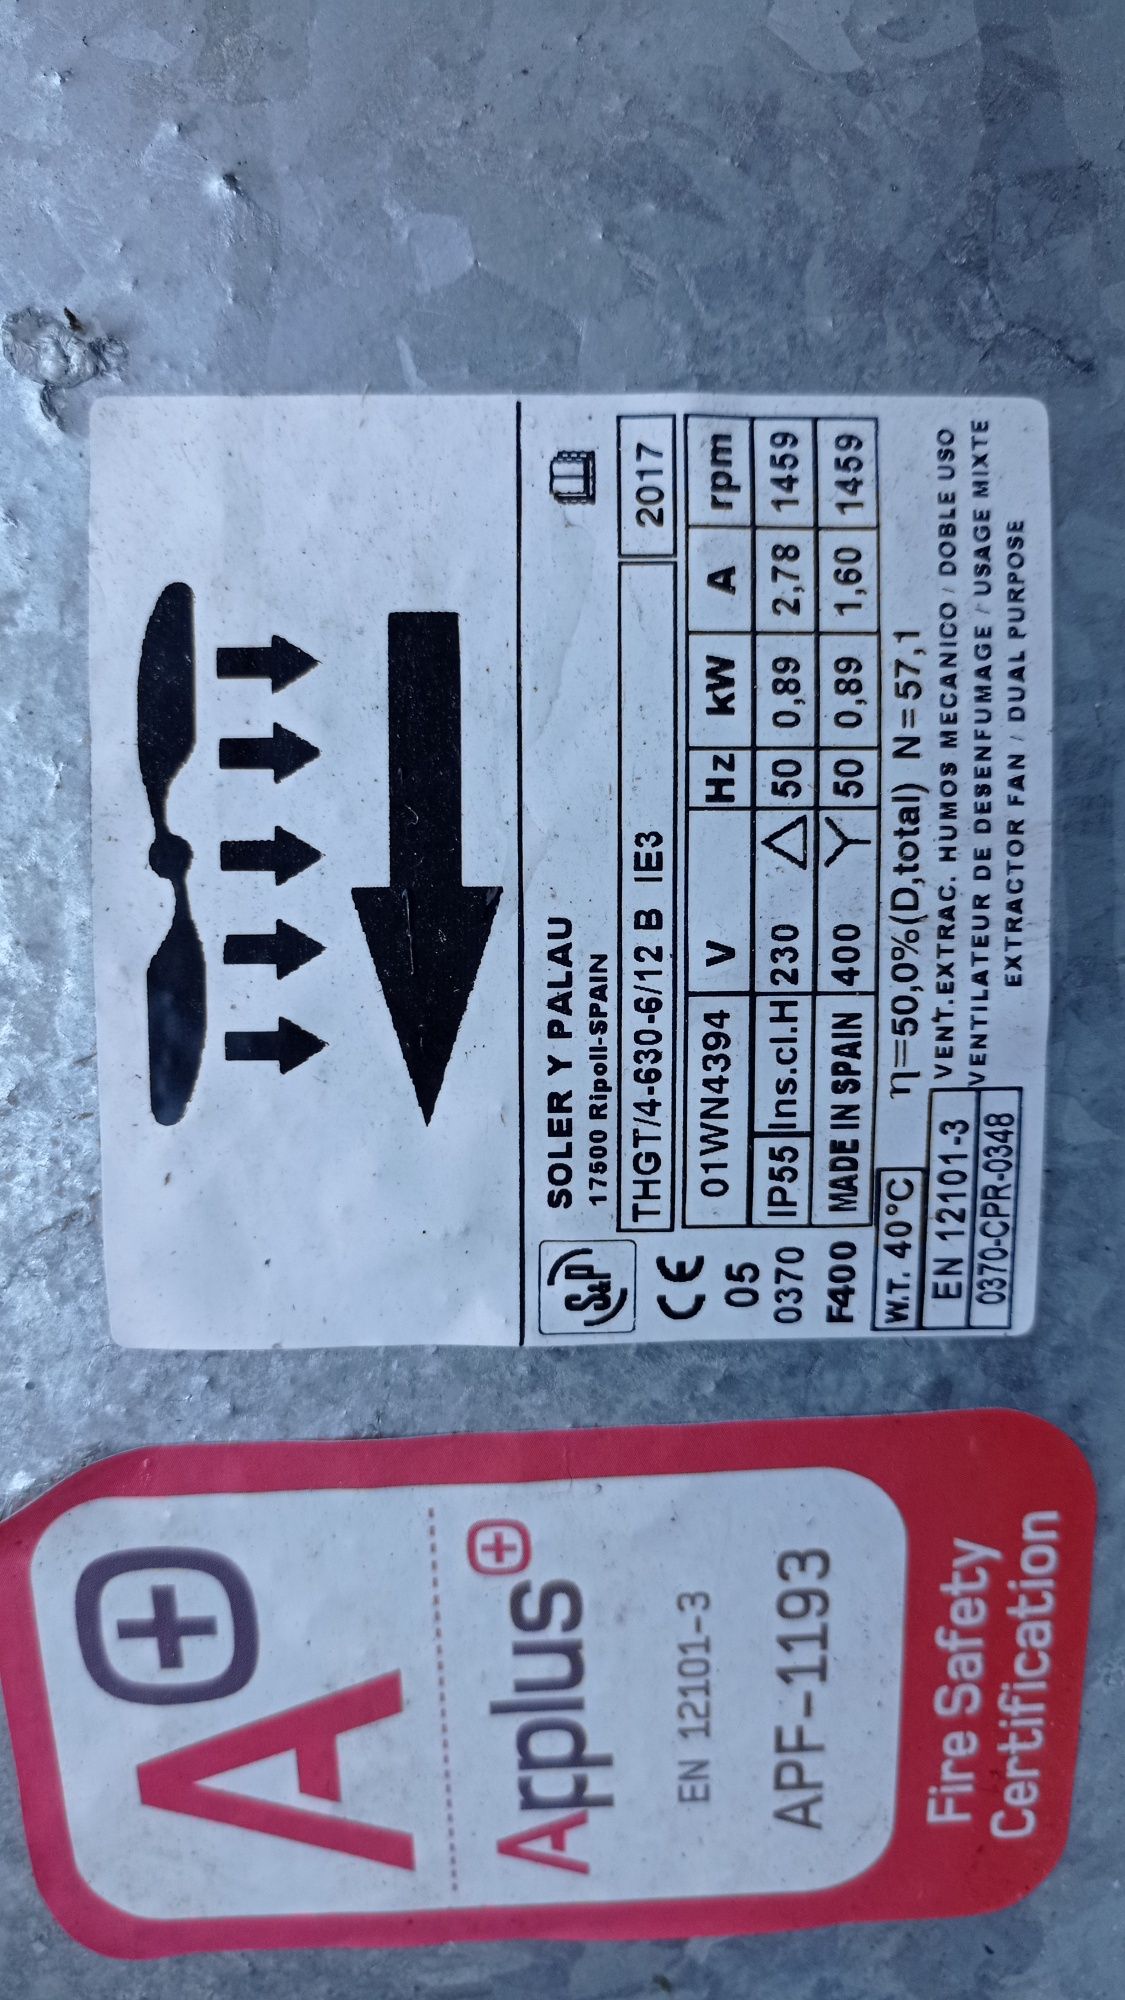 SOLER Y PALAU
17500 Ripoll-SPAIN
S&P
THGT/4-630-6/12 B IE3 2017
CE 01WN4394 V Hz kW A rpm
05
0370 IP55 Ins.cl.H 230 △ 50 0,89 2,78 1459
F400 MADE IN SPAIN 400 Y 50 0,89 1,60 1459
W.T. 40°C η=50,0%(D,total) N=57,1
EN 12101-3 VENT.EXTRAC. HUMOS MECANICO / DOBLE USO
0370-CPR-0348 VENTILATEUR DE DESENFUMAGE / USAGE MIXTE
EXTRACTOR FAN / DUAL PURPOSE
A+
Applus+
EN 12101-3
APF-1193
Fire Safety
Certification